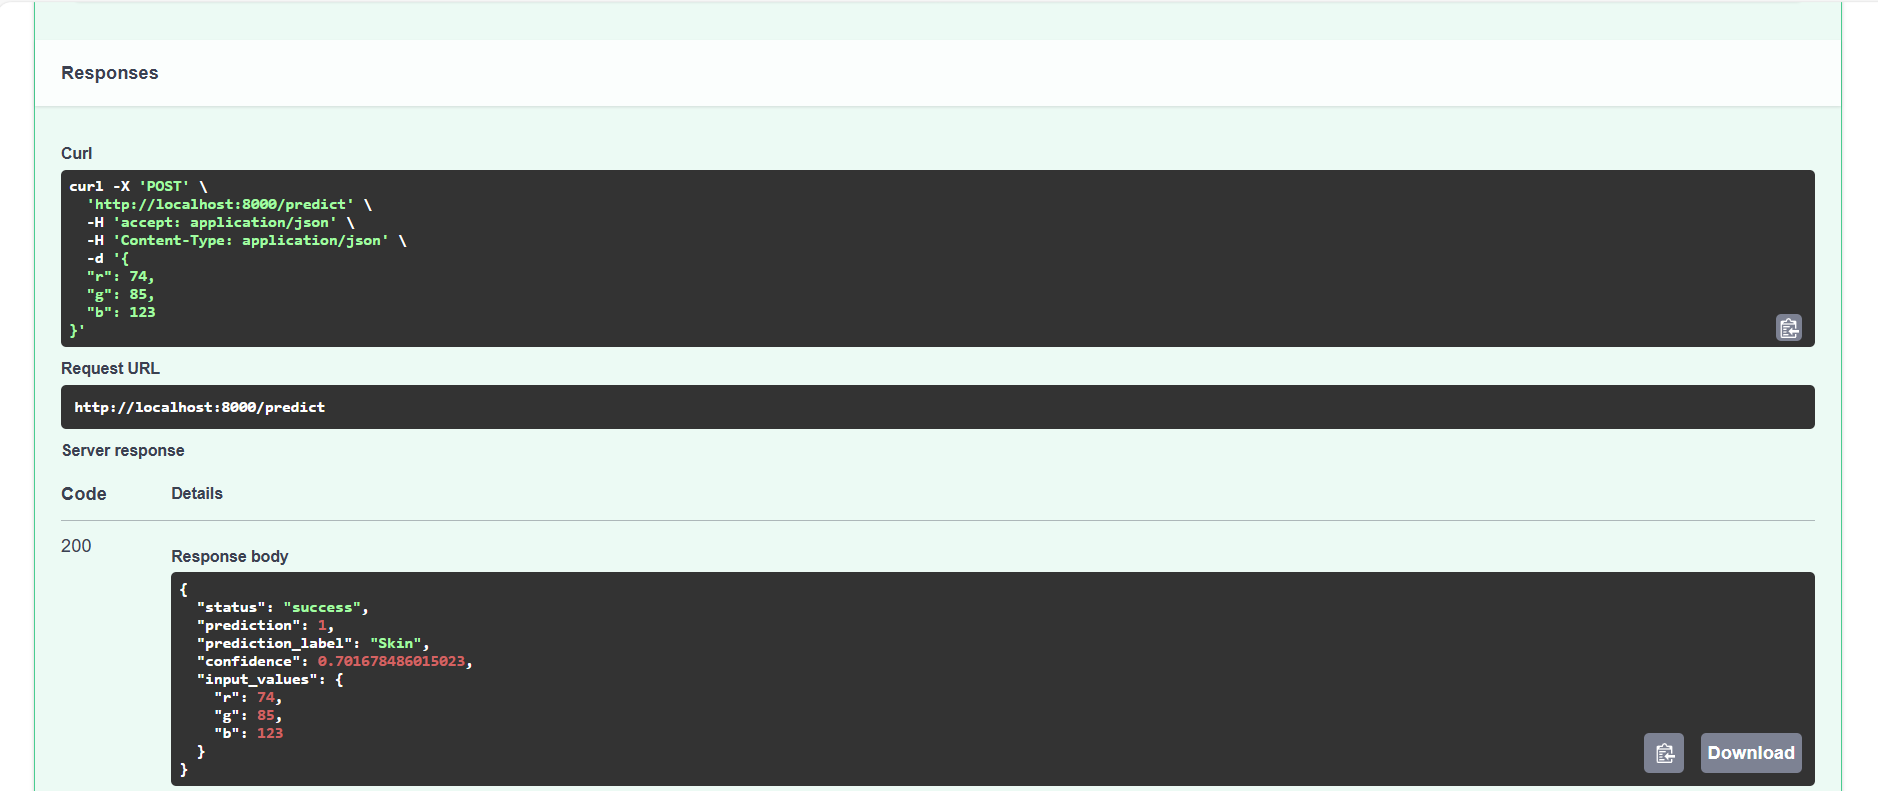 Responses
Curl
curl -X 'POST' \
  'http://localhost:8000/predict' \
  -H 'accept: application/json' \
  -H 'Content-Type: application/json' \
  -d '{
  "r": 74,
  "g": 85,
  "b": 123
}'
Request URL
http://localhost:8000/predict
Server response
Code Details
200
Response body
{
  "status": "success",
  "prediction": 1,
  "prediction_label": "Skin",
  "confidence": 0.701678486015023,
  "input_values": {
    "r": 74,
    "g": 85,
    "b": 123
  }
}
Download